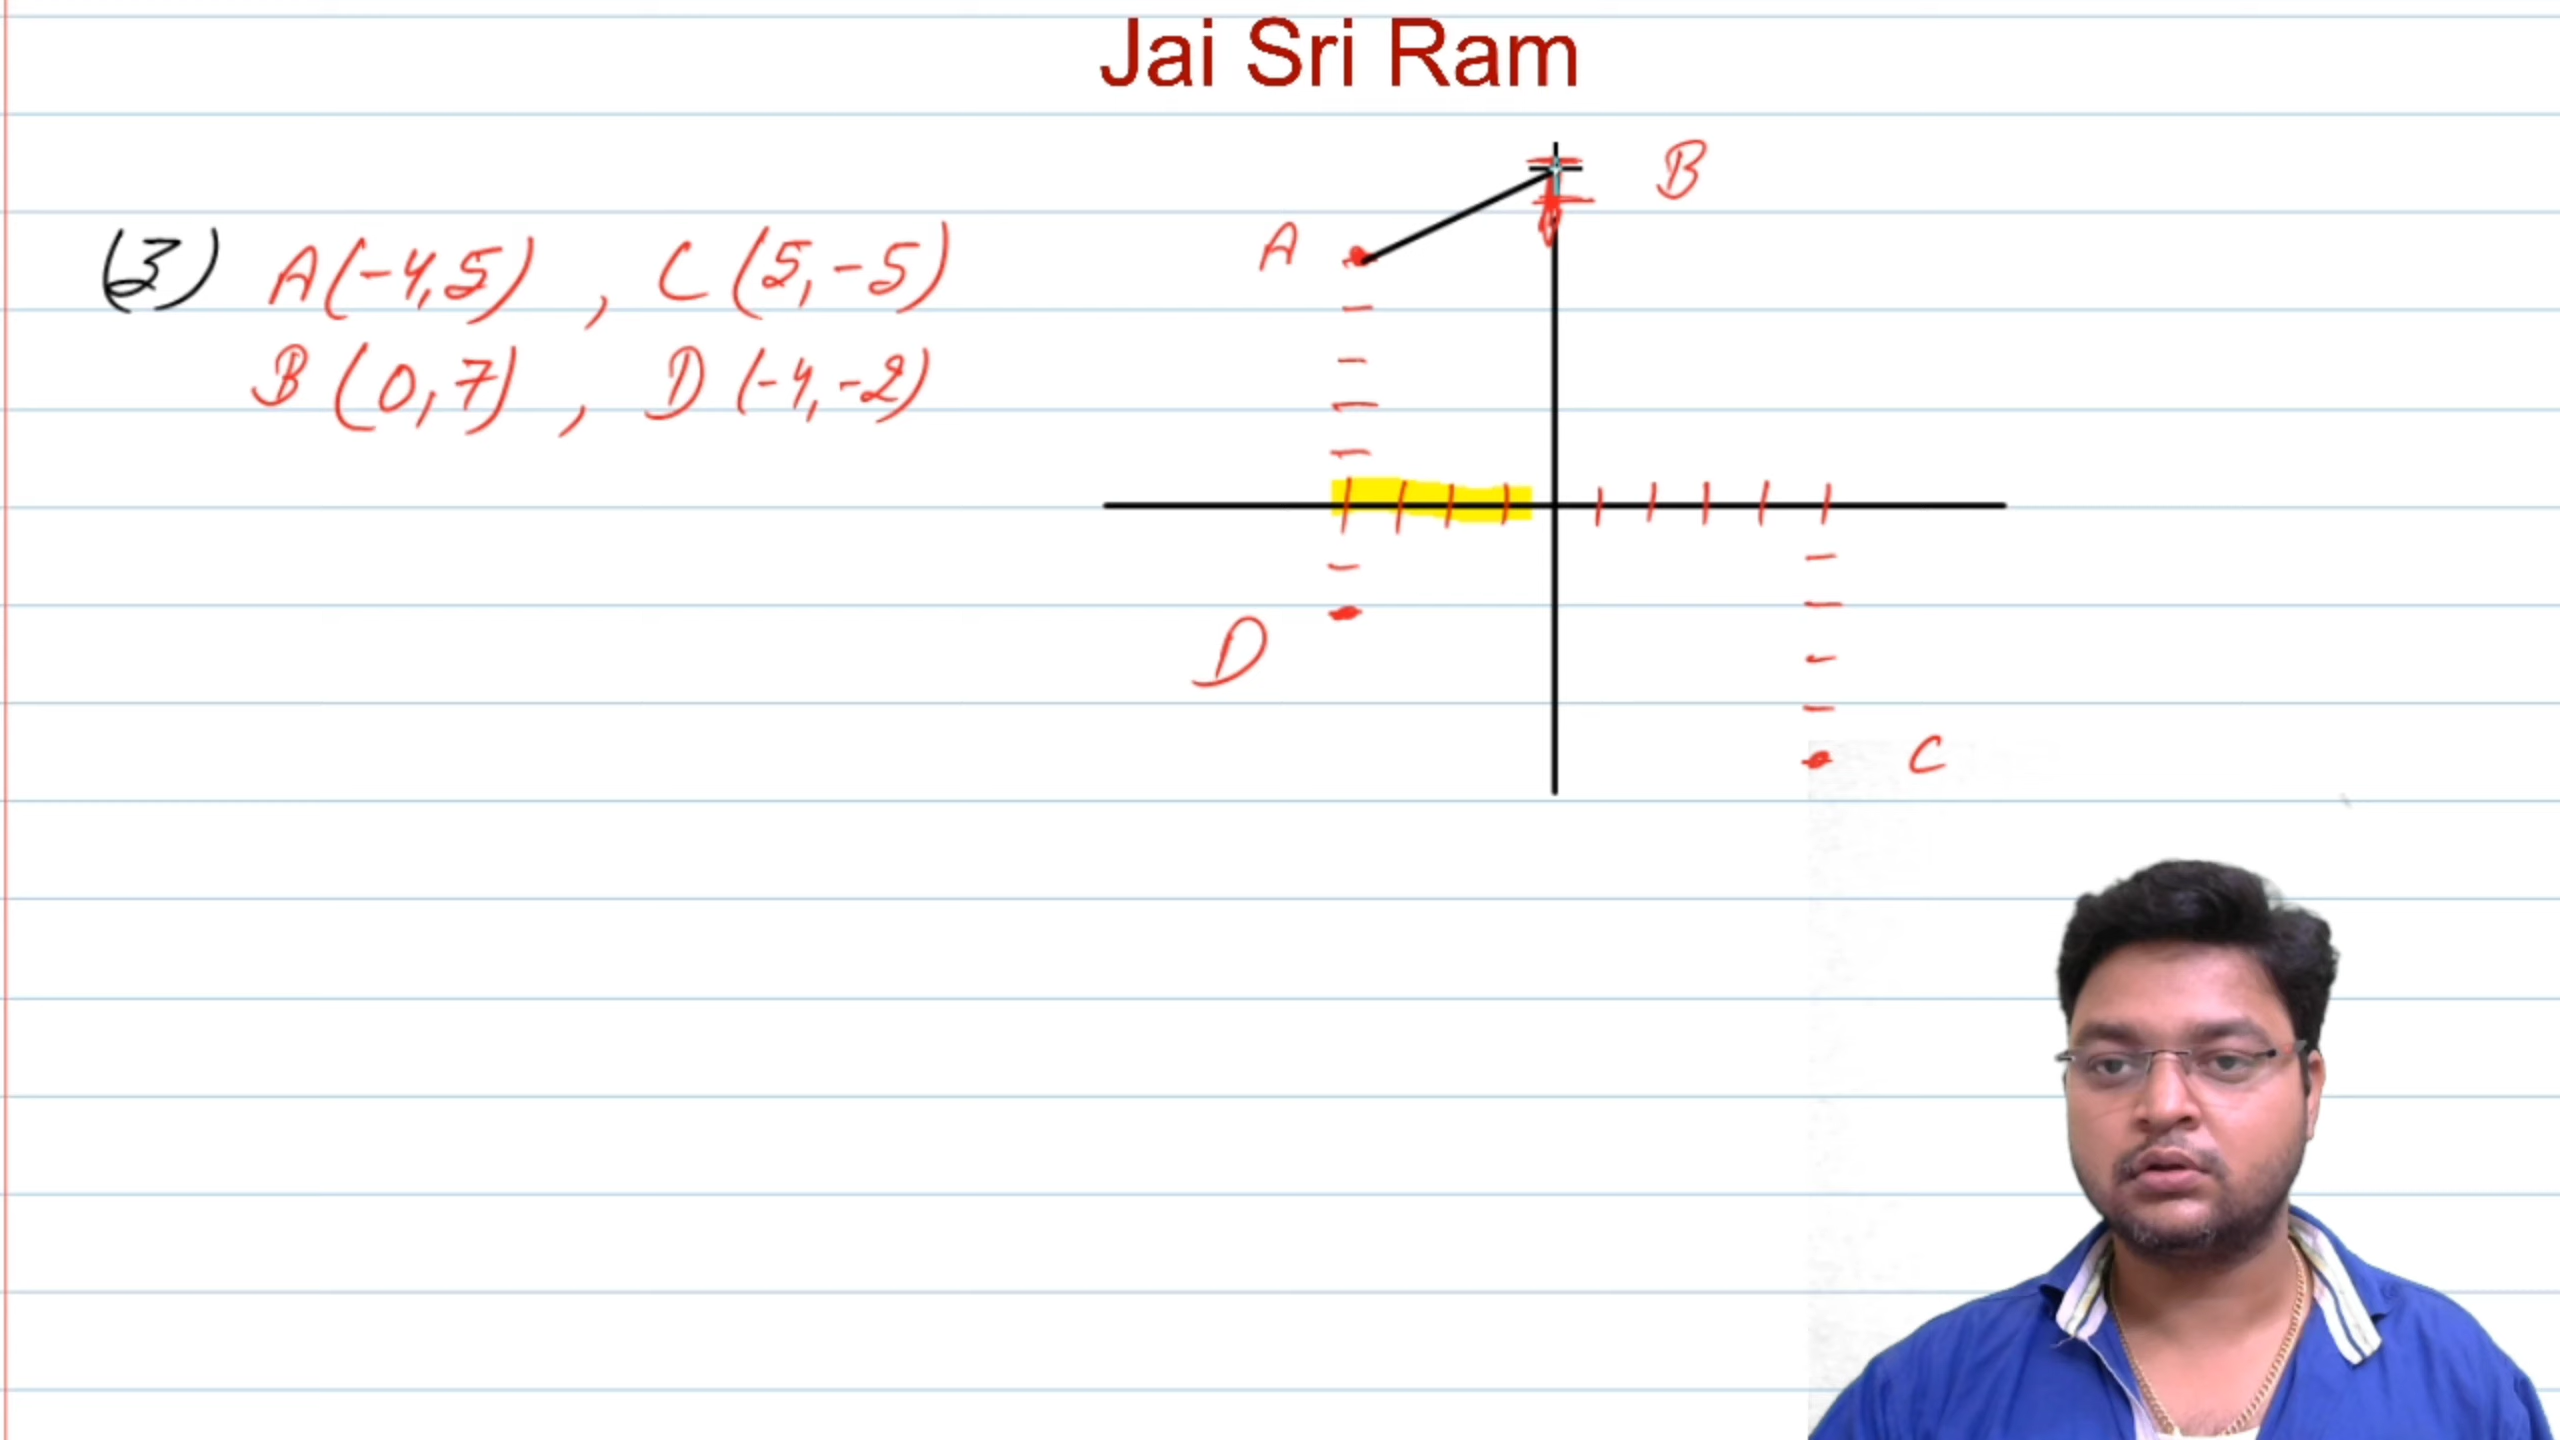 Jai Sri Ram
(3) A(-4,5) , C(5,-5)
B(0,7) , D(-4,-2)
B
A
D
C